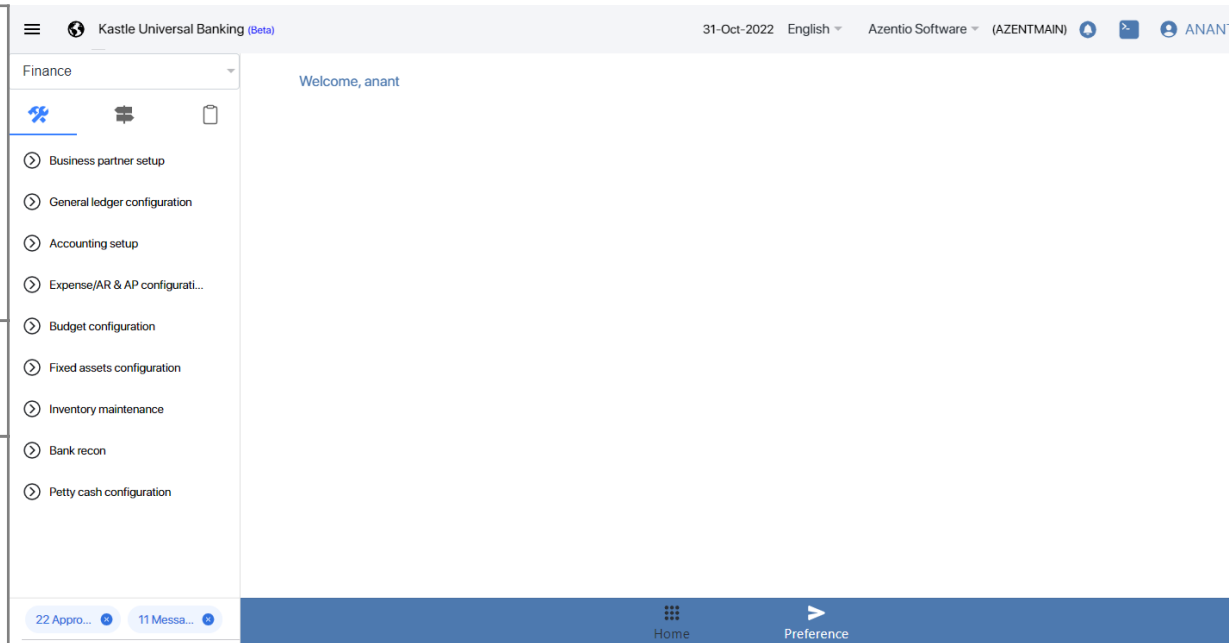 Kastle Universal Banking (Beta)
31-Oct-2022 English Azentio Software (AZENTMAIN) ANANT
Finance
Welcome, anant
Business partner setup
General ledger configuration
Accounting setup
Expense/AR & AP configurati...
Budget configuration
Fixed assets configuration
Inventory maintenance
Bank recon
Petty cash configuration
22 Appro... 11 Messa...
Home Preference